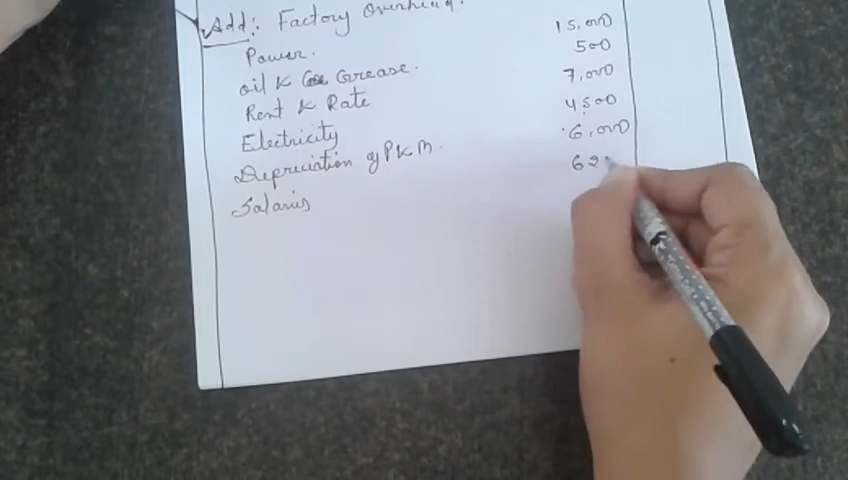 Add:- Factory Overhead.
Power. 15,000
Oil & Grease. 500
Rent & Rate 7,000
Electricity 4,500
Depreciation of P&M. 6,000
Salaries 62